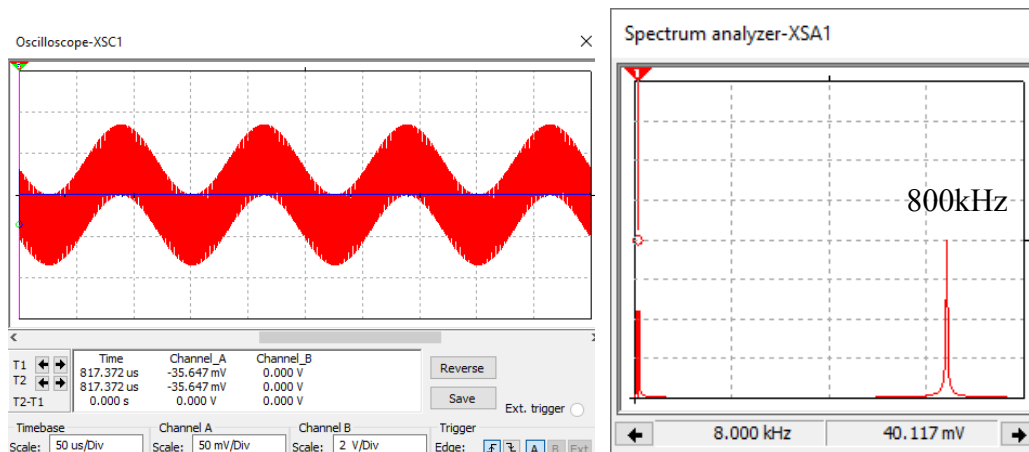 Oscilloscope-XSC1
Time Channel_A Channel_B
T1 817.372 us -35.647 mV 0.000 V
T2 817.372 us -35.647 mV 0.000 V
T2-T1 0.000 s 0.000 V 0.000 V
Reverse
Save
Ext. trigger
Timebase Channel A Channel B Trigger
Scale: 50 us/Div Scale: 50 mV/Div Scale: 2 V/Div Edge: A B Ext
Spectrum analyzer-XSA1
1
800kHz
8.000 kHz 40.117 mV